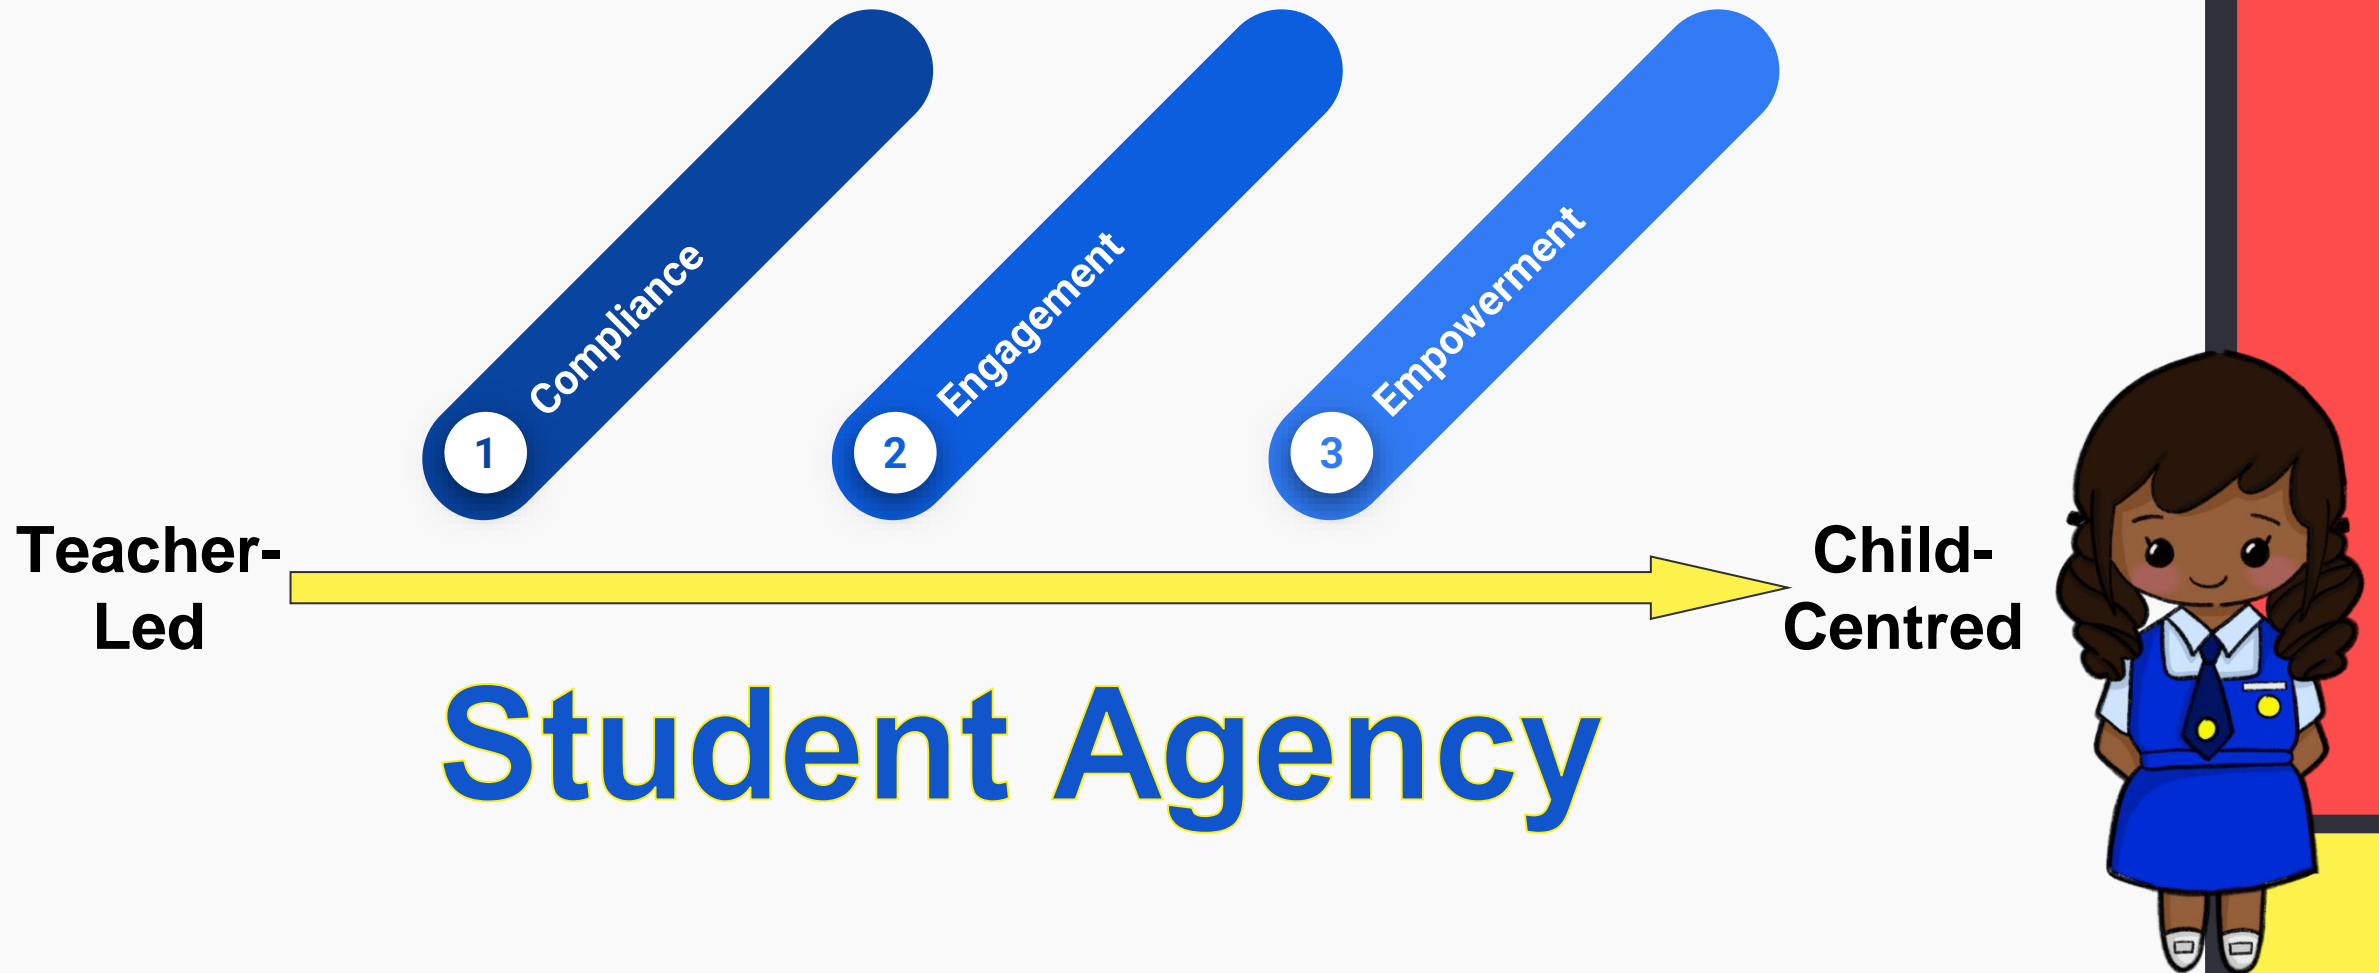 1 Compliance
2 Engagement
3 Empowerment
Teacher-
Led
Child-
Centred
Student Agency